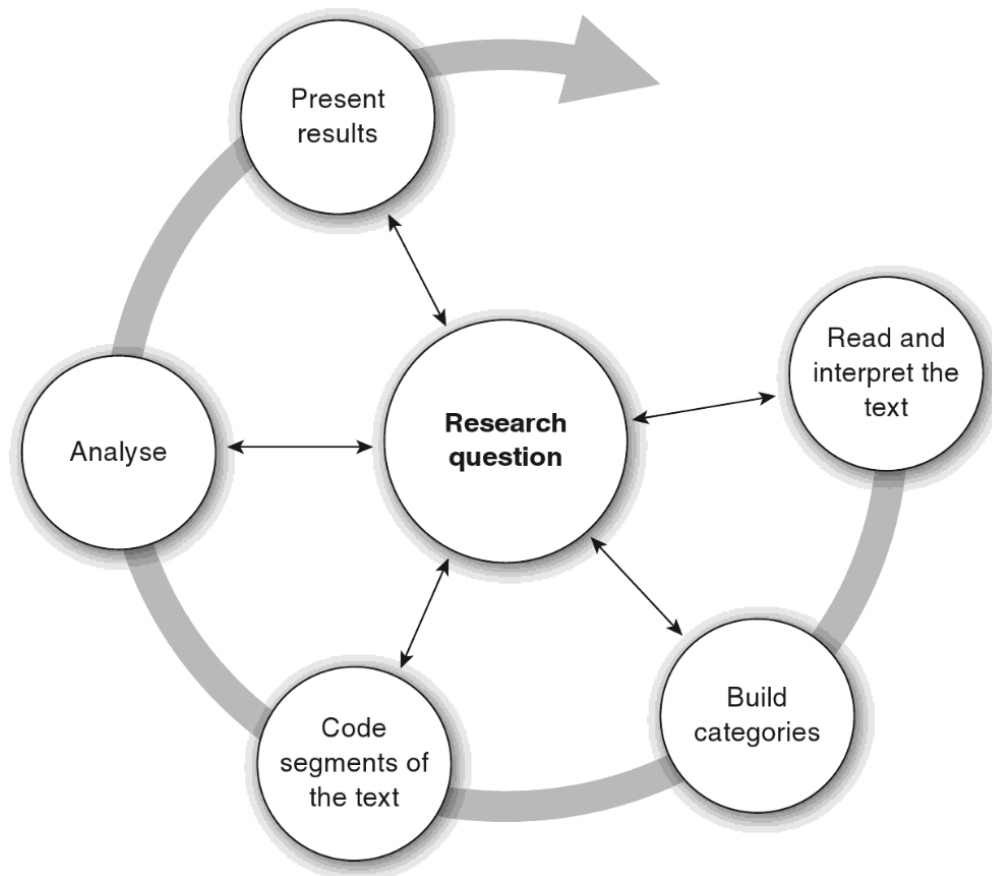 Present
results
Read and
interpret the
text
Research
question
Analyse
Build
categories
Code
segments of
the text